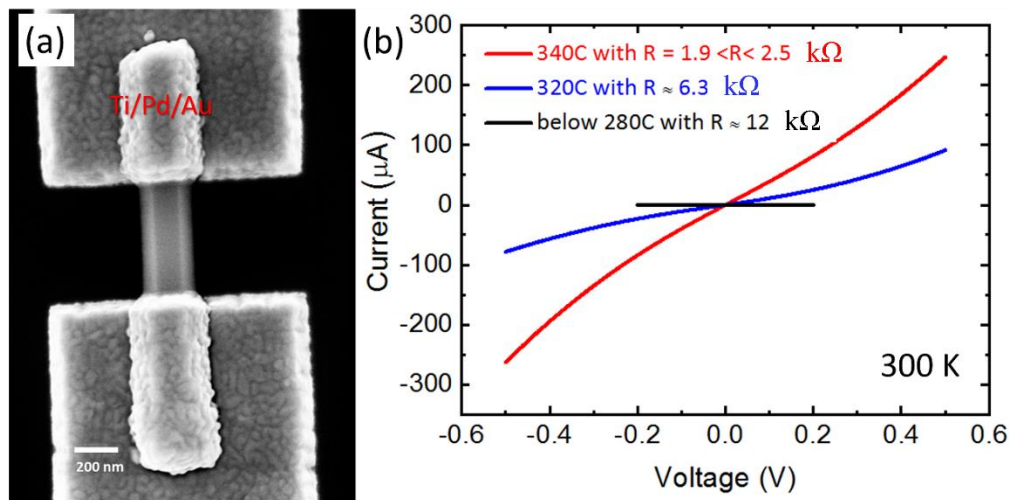 (a)
Ti/Pd/Au
200 nm
(b)
300
200
100
0
-100
-200
-300
Current (μA)
340C with R = 1.9 <R< 2.5 kΩ
320C with R ≈ 6.3 kΩ
below 280C with R ≈ 12 kΩ
300 K
-0.6 -0.4 -0.2 0.0 0.2 0.4 0.6
Voltage (V)